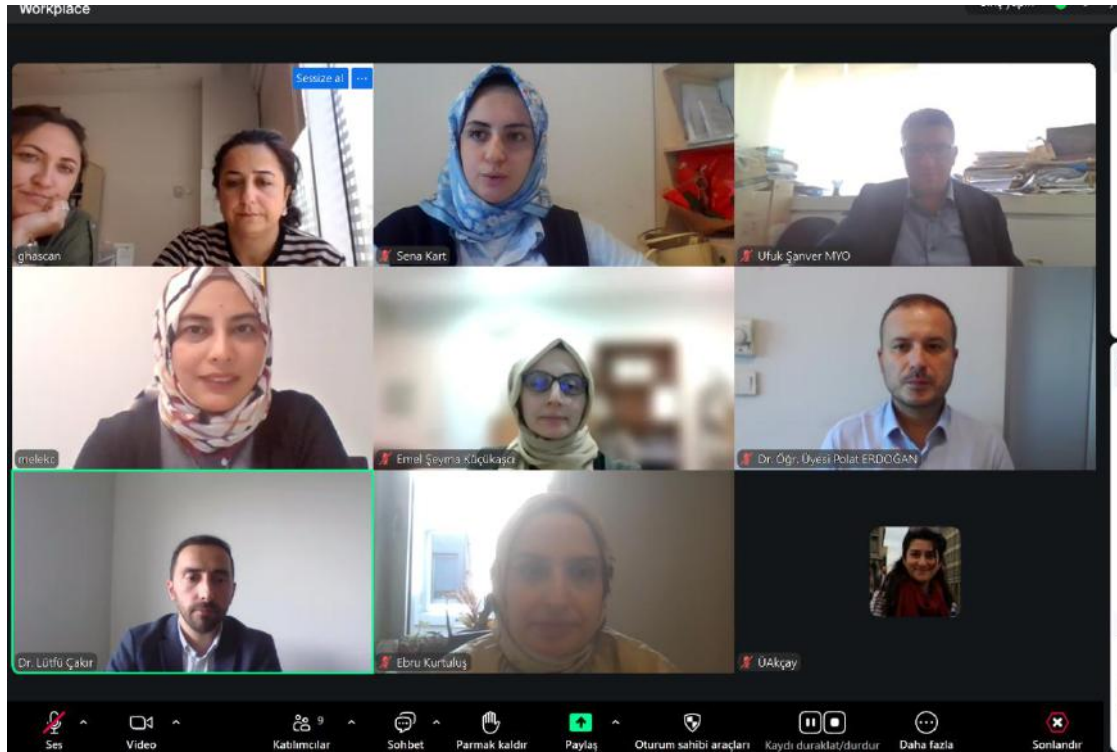 Workplace
Sessize al
ghascan
Sena Kart
Ufuk Şanver MYO
melekc
Emel Şeyma Küçükaşcı
Dr. Öğr. Üyesi Polat ERDOĞAN
Dr. Lütfü Çakır
Ebru Kurtuluş
ÜAkçay
Ses
Video
9
Katılımcılar
Sohbet
Parmak kaldır
Paylaş
Oturum sahibi araçları
Kaydı duraklat/durdur
Daha fazla
Sonlandır